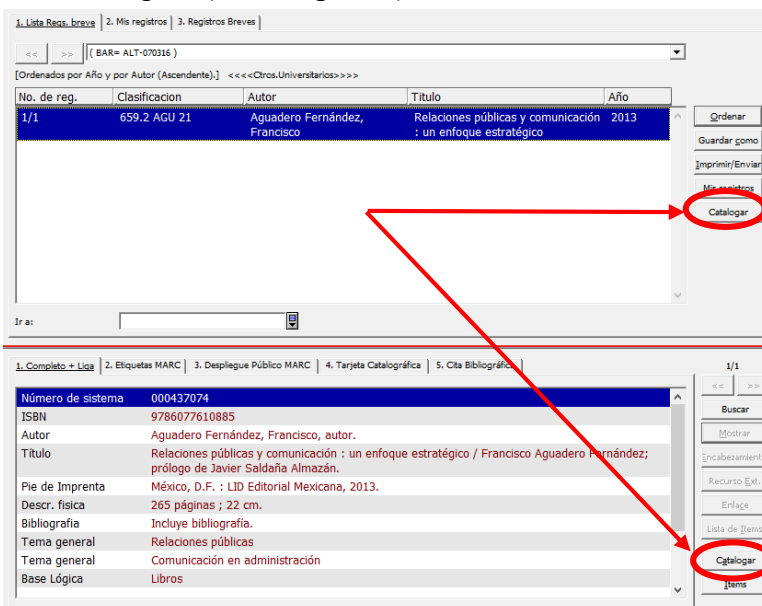 1. Lista Regs. breve 2. Mis registros 3. Registros Breves
<< >> ( BAR= ALT-070316 )
[Ordenados por Año y por Autor (Ascendente).] <<<<Ctros.Universitarios>>>>
No. de reg. Clasificacion Autor Titulo Año
1/1 659.2 AGU 21 Aguadero Fernández, Relaciones públicas y comunicación 2013
Francisco : un enfoque estratégico
Ordenar
Guardar como
Imprimir/Enviar
Mis registros
Catalogar
Ir a:
1. Completo + Liga 2. Etiquetas MARC 3. Despliegue Público MARC 4. Tarjeta Catalográfica 5. Cita Bibliográfica 1/1
<< >>
Número de sistema 000437074
ISBN 9786077610885
Autor Aguadero Fernández, Francisco, autor.
Título Relaciones públicas y comunicación : un enfoque estratégico / Francisco Aguadero Fernández;
prólogo de Javier Saldaña Almazán.
Pie de Imprenta México, D.F. : LID Editorial Mexicana, 2013.
Descr. fisica 265 páginas ; 22 cm.
Bibliografia Incluye bibliografía.
Tema general Relaciones públicas
Tema general Comunicación en administración
Base Lógica Libros
Buscar
Mostrar
Encabezamient
Recurso Ext.
Enlace
Lista de Items
Catalogar
Items